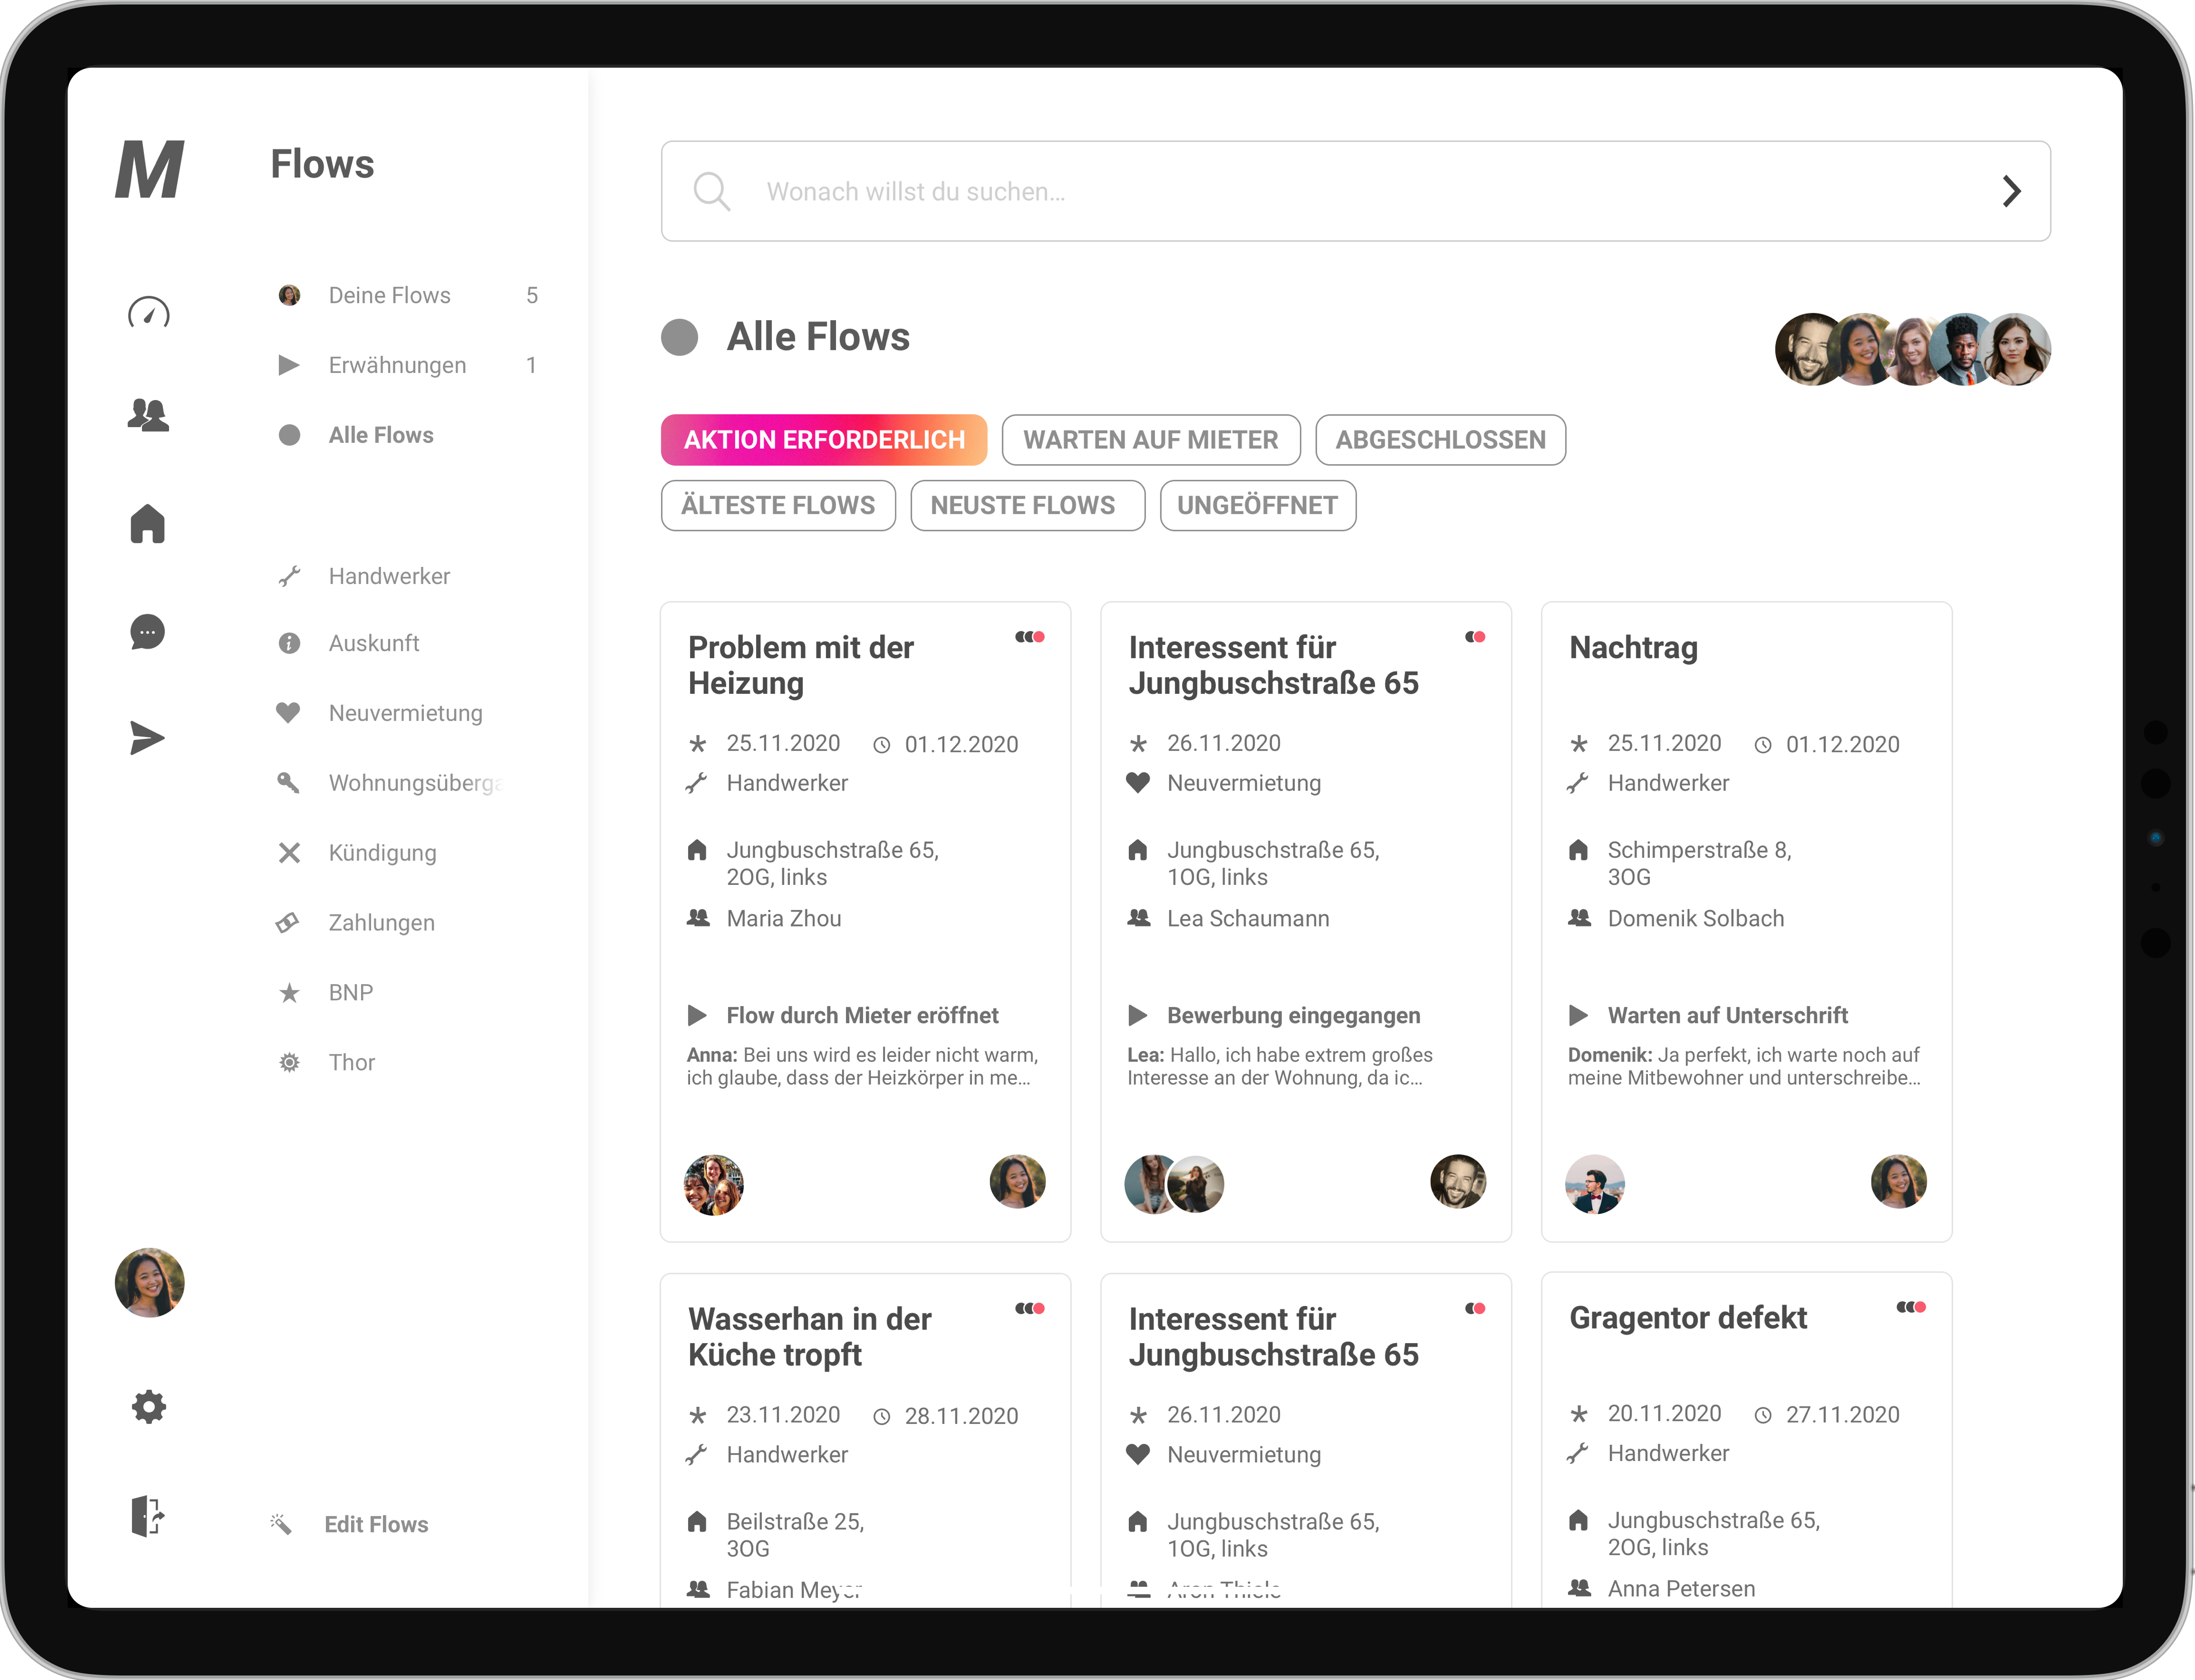 M
Flows
Deine Flows 5
Erwähnungen 1
Alle Flows
Handwerker
Auskunft
Neuvermietung
Wohnungsüberga
Kündigung
Zahlungen
BNP
Thor
Edit Flows
Wonach willst du suchen...
Alle Flows
AKTION ERFORDERLICH WARTEN AUF MIETER ABGESCHLOSSEN
ÄLTESTE FLOWS NEUSTE FLOWS UNGEÖFFNET
Problem mit der
Heizung
25.11.2020 01.12.2020
Handwerker
Jungbuschstraße 65,
2OG, links
Maria Zhou
Flow durch Mieter eröffnet
Anna: Bei uns wird es leider nicht warm,
ich glaube, dass der Heizkörper in me...
Interessent für
Jungbuschstraße 65
26.11.2020
Neuvermietung
Jungbuschstraße 65,
1OG, links
Lea Schaumann
Bewerbung eingegangen
Lea: Hallo, ich habe extrem großes
Interesse an der Wohnung, da ic...
Nachtrag
25.11.2020 01.12.2020
Handwerker
Schimperstraße 8,
3OG
Domenik Solbach
Warten auf Unterschrift
Domenik: Ja perfekt, ich warte noch auf
meine Mitbewohner und unterschreibe...
Wasserhan in der
Küche tropft
23.11.2020 28.11.2020
Handwerker
Beilstraße 25,
3OG
Fabian Meyer
Interessent für
Jungbuschstraße 65
26.11.2020
Neuvermietung
Jungbuschstraße 65,
1OG, links
Aron Thiele
Gragentor defekt
20.11.2020 27.11.2020
Handwerker
Jungbuschstraße 65,
2OG, links
Anna Petersen